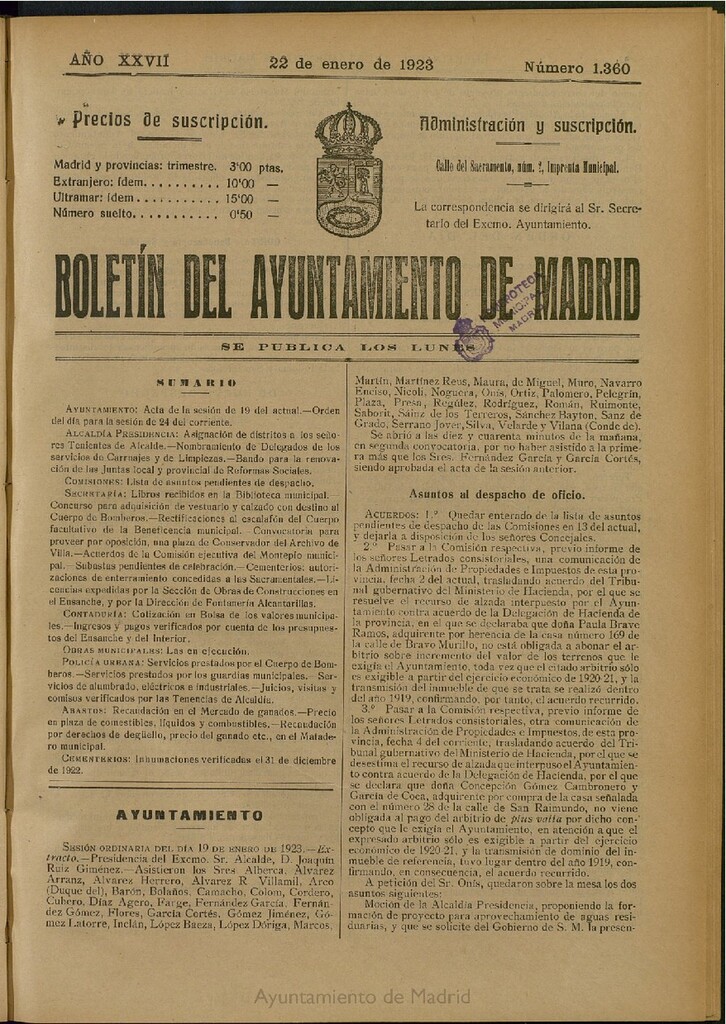 AÑO XXVII
22 de enero de 1923
Número 1.360
Precios de suscripción.
Madrid y provincias: trimestre. 3'00 ptas.
Extranjero: ídem.......... 10'00 —
Ultramar: ídem........... 15'00 —
Número suelto........... 0'50 —
Administración y suscripción.
Calle del Sacramento, núm. 1, Imprenta Municipal.
La correspondencia se dirigirá al Sr. Secre-
tario del Excmo. Ayuntamiento.
BOLETÍN DEL AYUNTAMIENTO DE MADRID
HEMEROTECA
MUNICIPAL
MADRID
SE PUBLICA LOS LUNES
SUMARIO
AYUNTAMIENTO: Acta de la sesión de 19 del actual.—Orden
del día para la sesión de 24 del corriente.
ALCALDÍA PRESIDENCIA: Asignación de distritos a los seño-
res Tenientes de Alcalde.—Nombramiento de Delegados de los
servicios de Carruajes y de Limpiezas.—Bando para la renova-
ción de las Juntas local y provincial de Reformas Sociales.
COMISIONES: Lista de asuntos pendientes de despacho.
SECRETARÍA: Libros recibidos en la Biblioteca municipal.—
Concurso para adquisición de vestuario y calzado con destino al
Cuerpo de Bomberos.—Rectificaciones al escalafón del Cuerpo
facultativo de la Beneficencia municipal.—Convocatoria para
proveer por oposición, una plaza de Conservador del Archivo de
Villa.—Acuerdos de la Comisión ejecutiva del Montepío munici-
pal.—Subastas pendientes de celebración.—Cementerios: autori-
zaciones de enterramiento concedidas a las Sacramentales.—Li-
cencias expedidas por la Sección de Obras de Construcciones en
el Ensanche, y por la Dirección de Fontanería Alcantarillas.
CONTADURÍA: Cotización en Bolsa de los valores municipa-
les.—Ingresos y pagos verificados por cuenta de los presupues-
tos del Ensanche y del Interior.
OBRAS MUNICIPALES: Las en ejecución.
POLICÍA URBANA: Servicios prestados por el Cuerpo de Bom-
beros.—Servicios prestados por los guardias municipales.—Ser-
vicios de alumbrado, eléctricos e industriales.—Juicios, visitas y
comisos verificados por las Tenencias de Alcaldía.
ABASTOS: Recaudación en el Mercado de ganados.—Precio
en plaza de comestibles, líquidos y combustibles.—Recaudación
por derechos de degüello, precio del ganado etc., en el Matade-
ro municipal.
CEMENTERIOS: Inhumaciones verificadas el 31 de diciembre
de 1922.
AYUNTAMIENTO
SESIÓN ORDINARIA DEL DÍA 19 DE ENERO DE 1923.—Ex-
tracto.—Presidencia del Excmo. Sr. Alcalde, D. Joaquín
Ruiz Giménez.—Asistieron los Sres. Alberca, Alvarez
Arranz, Alvarez Herrero, Alvarez R. Villamil, Arco
(Duque del), Barón, Bolaños, Camacho, Colom, Cordero,
Cubero, Díaz Agero, Farge, Fernández García, Fernán-
dez Gómez, Flores, García Cortés, Gómez Jiménez, Gó-
mez Latorre, Inclán, López Baeza, López Dóriga, Marcos,
Martín, Martínez Reus, Maura, de Miguel, Muro, Navarro
Enciso, Nicoli, Noguera, Onís, Ortiz, Palomero, Pelegrín,
Plaza, Presa, Regúlez, Rodríguez, Román, Ruimonte,
Saborit, Sáinz de los Terreros, Sánchez Bayton, Sanz de
Grado, Serrano Jover, Silva, Velarde y Vilana (Conde de).
Se abrió a las diez y cuarenta minutos de la mañana,
en segunda convocatoria, por no haber asistido a la prime-
ra más que los Sres. Fernández García y García Cortés,
siendo aprobada el acta de la sesión anterior.
Asuntos al despacho de oficio.
ACUERDOS: 1.º Quedar enterado de la lista de asuntos
pendientes de despacho de las Comisiones en 13 del actual,
y dejarla a disposición de los señores Concejales.
2.º Pasar a la Comisión respectiva, previo informe de
los señores Letrados consistoriales, una comunicación de
la Administración de Propiedades e Impuestos de esta pro-
vincia, fecha 2 del actual, trasladando acuerdo del Tribu-
nal gubernativo del Ministerio de Hacienda, por el que se
resuelve el recurso de alzada interpuesto por el Ayunta-
miento contra acuerdo de la Delegación de Hacienda de
la provincia, en el que se declaraba que doña Paula Bravo
Ramos, adquirente por herencia de la casa número 169 de
la calle de Bravo Murillo, no está obligada a abonar el ar-
bitrio sobre incremento del valor de los terrenos que le
exigía el Ayuntamiento, toda vez que el citado arbitrio sólo
es exigible a partir del ejercicio económico de 1920-21, y la
transmisión del inmueble de que se trata se realizó dentro
del año 1919, confirmando, por tanto, el acuerdo recurrido.
3.º Pasar a la Comisión respectiva, previo informe de
los señores Letrados consistoriales, otra comunicación de
la Administración de Propiedades e Impuestos, de esta pro-
vincia, fecha 4 del corriente, trasladando acuerdo del Tri-
bunal gubernativo del Ministerio de Hacienda, por el que se
desestima el recurso de alzada que interpuso el Ayuntamien-
to contra acuerdo de la Delegación de Hacienda, por el que
se declara que doña Concepción Gómez Cambronero y
García de Coca, adquirente por compra de la casa señalada
con el número 28 de la calle de San Raimundo, no viene
obligada al pago del arbitrio de plus valía por dicho con-
cepto que le exigía el Ayuntamiento, en atención a que el
expresado arbitrio sólo es exigible a partir del ejercicio
económico de 1920-21, y la transmisión de dominio del in-
mueble de referencia, tuvo lugar dentro del año 1919, con-
firmando, en consecuencia, el acuerdo recurrido.
A petición del Sr. Onís, quedaron sobre la mesa los dos
asuntos siguientes:
Moción de la Alcaldía Presidencia, proponiendo la for-
mación de proyecto para aprovechamiento de aguas resi-
duarias, y que se solicite del Gobierno de S. M. la presen-
Ayuntamiento de Madrid